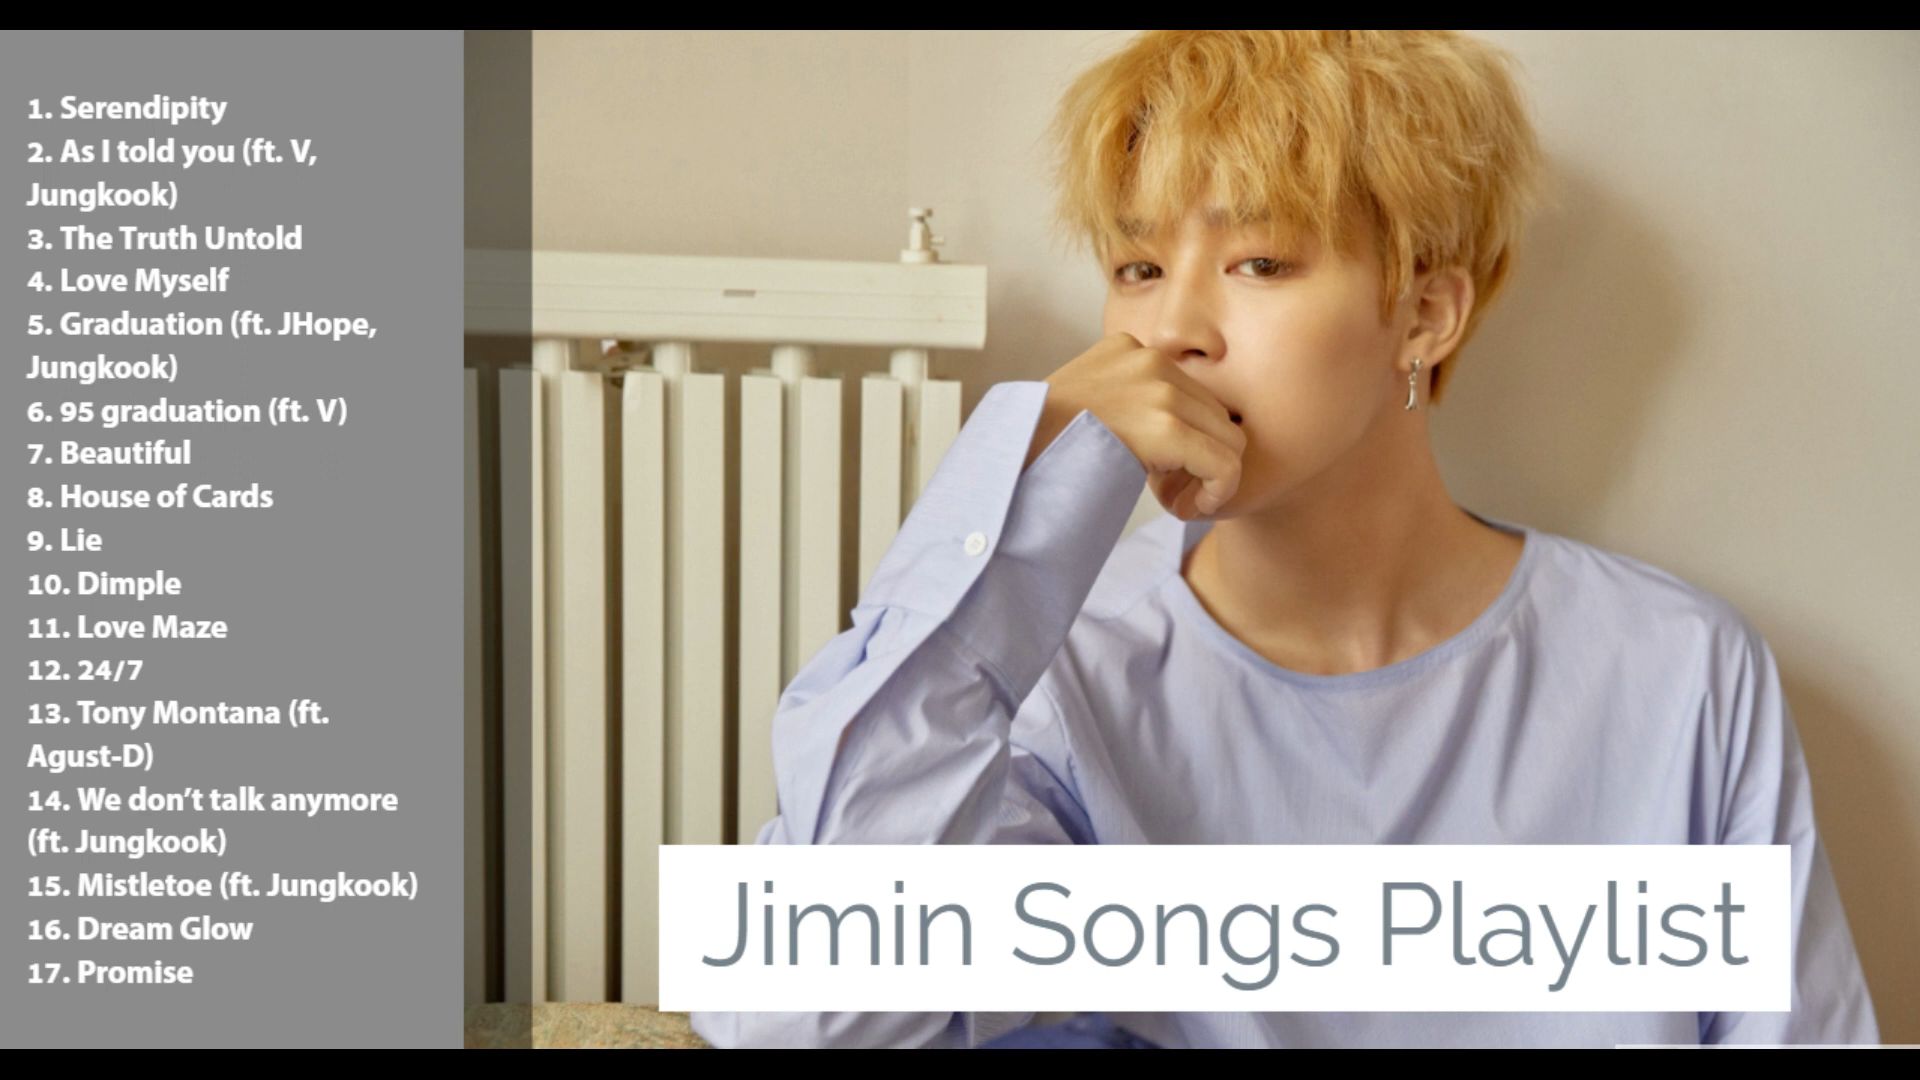 1. Serendipity
2. As I told you (ft. V,
Jungkook)
3. The Truth Untold
4. Love Myself
5. Graduation (ft. JHope,
Jungkook)
6. 95 graduation (ft. V)
7. Beautiful
8. House of Cards
9. Lie
10. Dimple
11. Love Maze
12. 24/7
13. Tony Montana (ft.
Agust-D)
14. We don’t talk anymore
(ft. Jungkook)
15. Mistletoe (ft. Jungkook)
16. Dream Glow
17. Promise
Jimin Songs Playlist